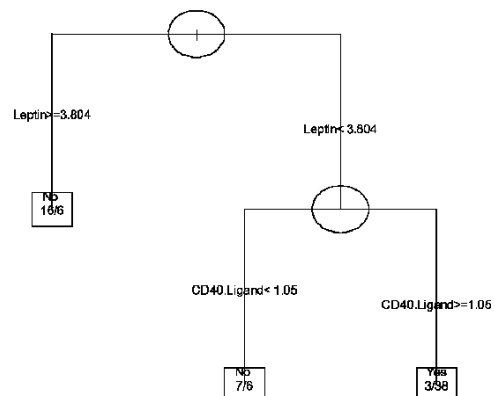 Leptin>=3.804
Leptin< 3.804
No
16/6
CD40.Ligand< 1.05
CD40.Ligand>=1.05
No
7/6
Yes
3/38